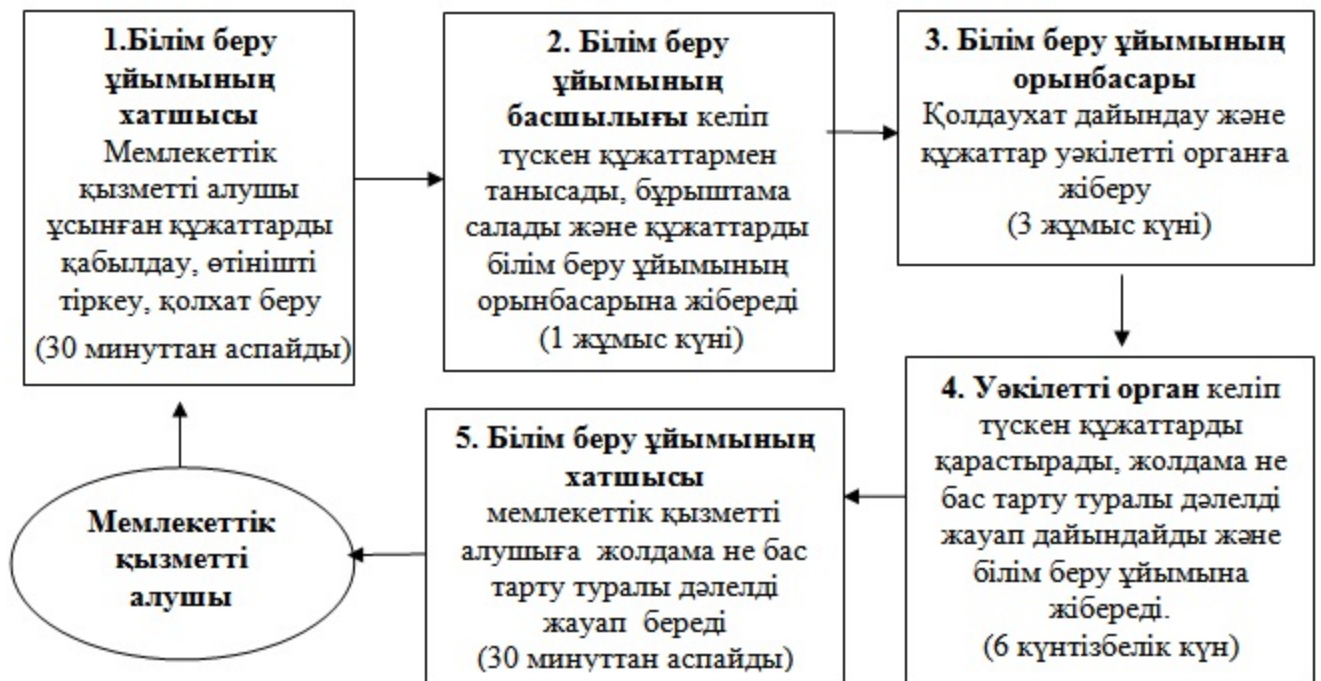 1.Білім беру
ұйымының
хатшысы
Мемлекеттік
қызметті алушы
ұсынған құжаттарды
қабылдау, өтінішті
тіркеу, қолхат беру
(30 минуттан аспайды)
2. Білім беру
ұйымының
басшылығы келіп
түскен құжаттармен
танысады, бұрыштама
салады және құжаттарды
білім беру ұйымының
орынбасарына жібереді
(1 жұмыс күні)
3. Білім беру ұйымының
орынбасары
Қолдаухат дайындау және
құжаттар уәкілетті органға
жіберу
(3 жұмыс күні)
4. Уәкілетті орган келіп
түскен құжаттарды
қарастырады, жолдама не
бас тарту туралы дәлелді
жауап дайындайды және
білім беру ұйымына
жібереді.
(6 күнтізбелік күн)
5. Білім беру ұйымының
хатшысы
мемлекеттік қызметті
алушыға жолдама не бас
тарту туралы дәлелді
жауап береді
(30 минуттан аспайды)
Мемлекеттік
қызметті
алушы